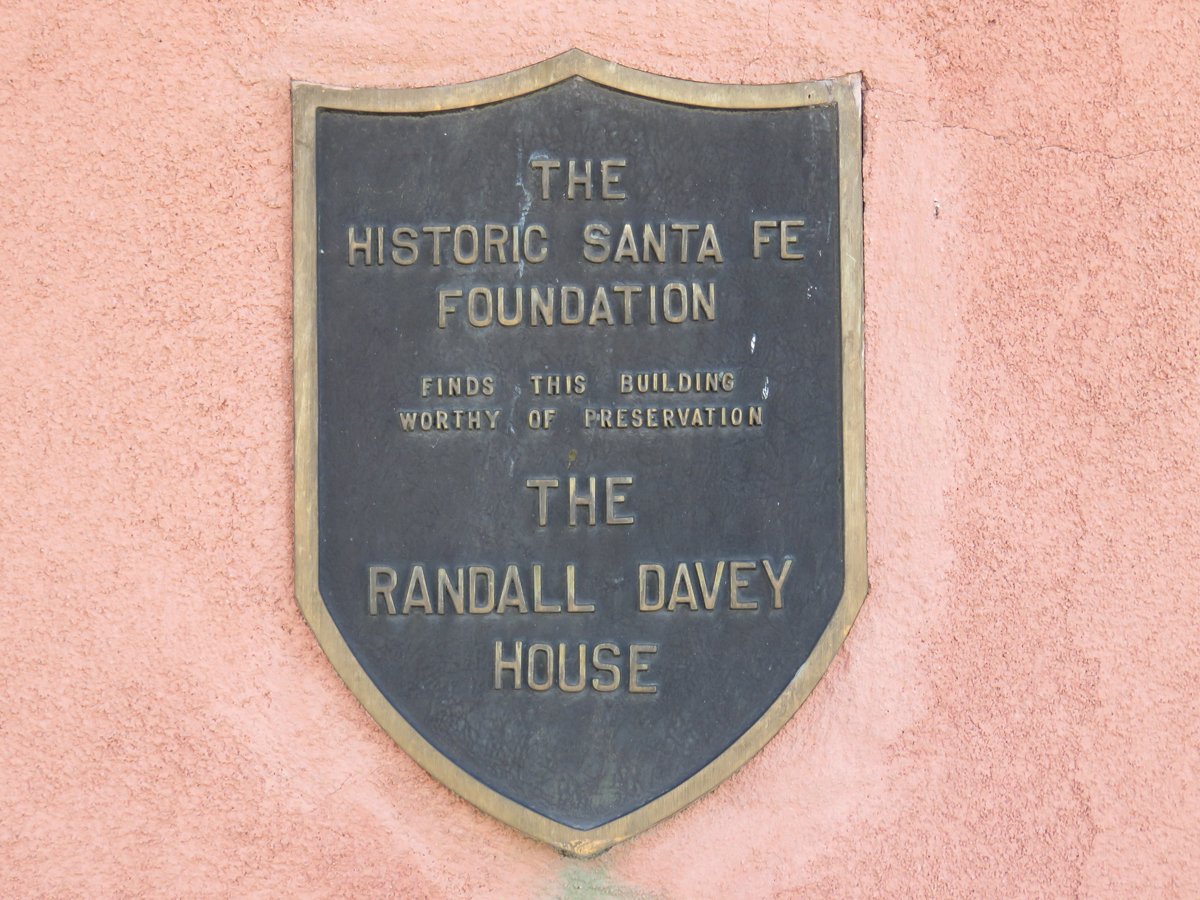 THE
HISTORIC SANTA FE
FOUNDATION
FINDS THIS BUILDING
WORTHY OF PRESERVATION
THE
RANDALL DAVEY
HOUSE